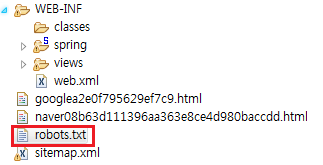 WEB-INF
classes
spring
views
web.xml
googlea2e0f795629ef7c9.html
naver08b63d111396aa363e8ce4d980baccdd.html
robots.txt
sitemap.xml